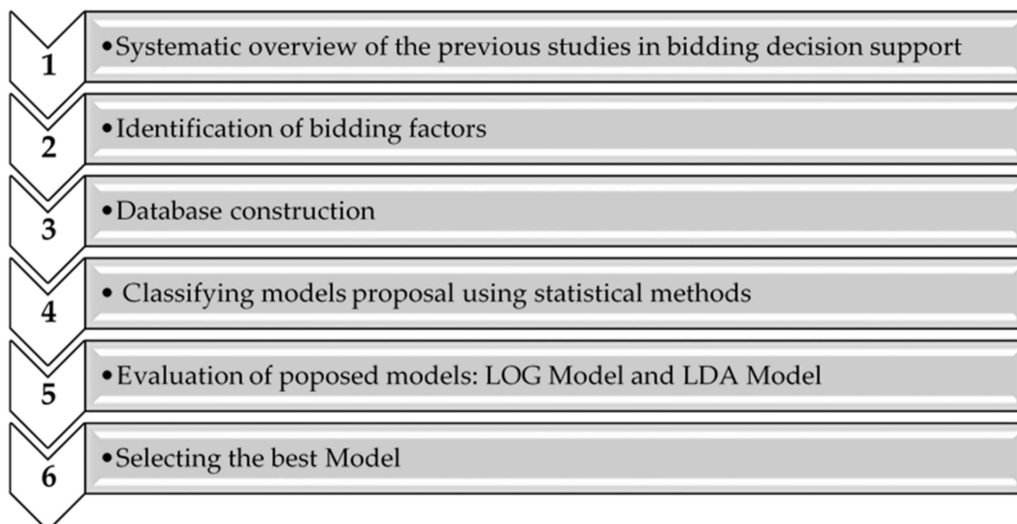 1 •Systematic overview of the previous studies in bidding decision support
2 •Identification of bidding factors
3 •Database construction
4 • Classifying models proposal using statistical methods
5 •Evaluation of poposed models: LOG Model and LDA Model
6 •Selecting the best Model